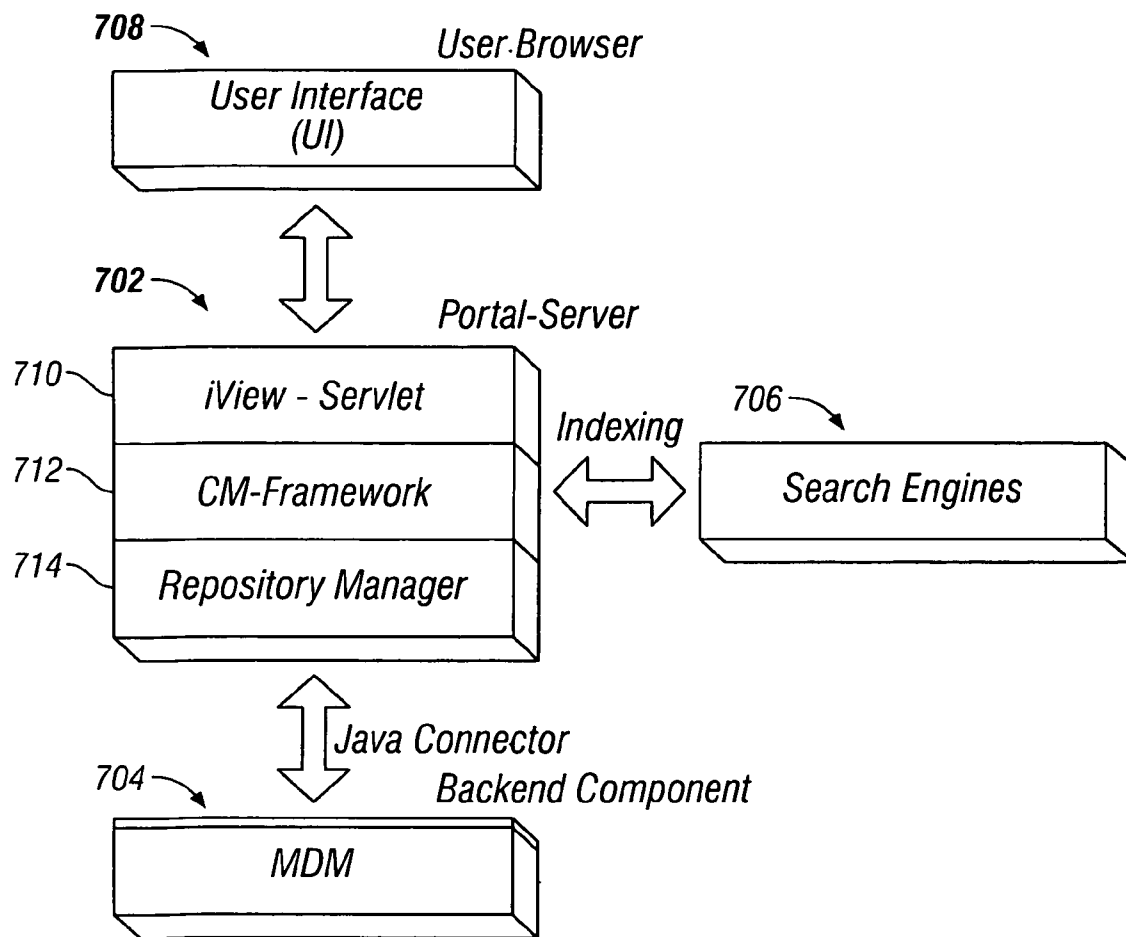 708
User Browser
User Interface
(UI)
702
Portal-Server
710
iView - Servlet
706
Indexing
712
CM-Framework
Search Engines
714
Repository Manager
Java Connector
704
Backend Component
MDM